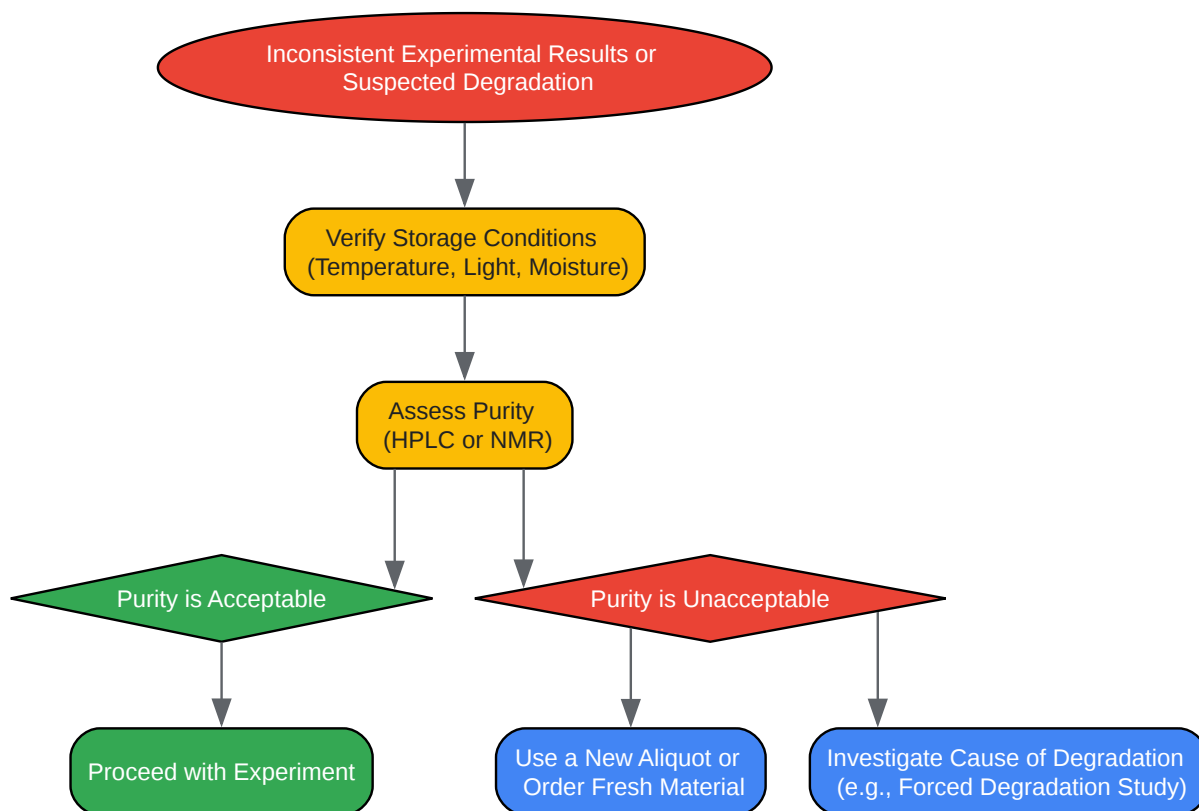 Inconsistent Experimental Results or
Suspected Degradation
Verify Storage Conditions
(Temperature, Light, Moisture)
Assess Purity
(HPLC or NMR)
Purity is Acceptable
Purity is Unacceptable
Proceed with Experiment
Use a New Aliquot or
Order Fresh Material
Investigate Cause of Degradation
(e.g., Forced Degradation Study)